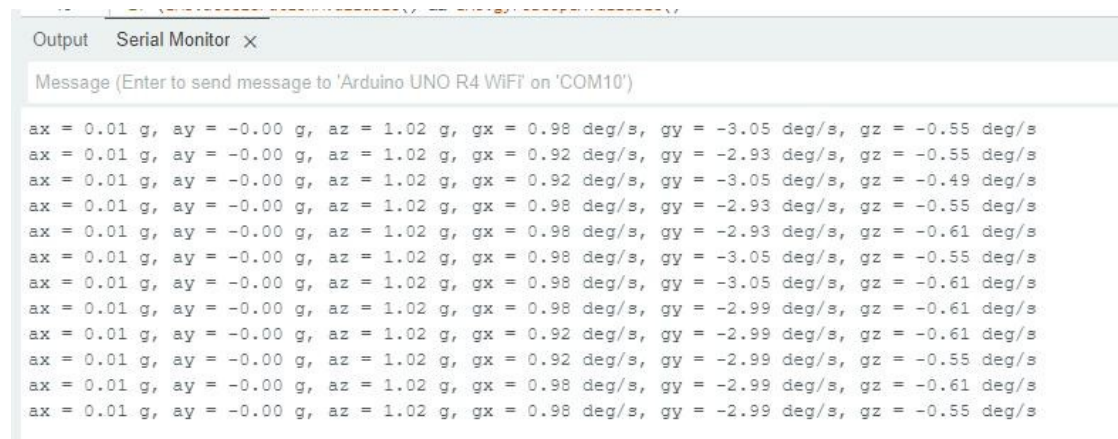 Output Serial Monitor ×
Message (Enter to send message to 'Arduino UNO R4 WiFi' on 'COM10')
ax = 0.01 g, ay = -0.00 g, az = 1.02 g, gx = 0.98 deg/s, gy = -3.05 deg/s, gz = -0.55 deg/s
ax = 0.01 g, ay = -0.00 g, az = 1.02 g, gx = 0.92 deg/s, gy = -2.93 deg/s, gz = -0.55 deg/s
ax = 0.01 g, ay = -0.00 g, az = 1.02 g, gx = 0.92 deg/s, gy = -3.05 deg/s, gz = -0.49 deg/s
ax = 0.01 g, ay = -0.00 g, az = 1.02 g, gx = 0.98 deg/s, gy = -2.93 deg/s, gz = -0.55 deg/s
ax = 0.01 g, ay = -0.00 g, az = 1.02 g, gx = 0.98 deg/s, gy = -2.93 deg/s, gz = -0.61 deg/s
ax = 0.01 g, ay = -0.00 g, az = 1.02 g, gx = 0.98 deg/s, gy = -3.05 deg/s, gz = -0.55 deg/s
ax = 0.01 g, ay = -0.00 g, az = 1.02 g, gx = 0.98 deg/s, gy = -3.05 deg/s, gz = -0.61 deg/s
ax = 0.01 g, ay = -0.00 g, az = 1.02 g, gx = 0.98 deg/s, gy = -2.99 deg/s, gz = -0.61 deg/s
ax = 0.01 g, ay = -0.00 g, az = 1.02 g, gx = 0.92 deg/s, gy = -2.99 deg/s, gz = -0.61 deg/s
ax = 0.01 g, ay = -0.00 g, az = 1.02 g, gx = 0.92 deg/s, gy = -2.99 deg/s, gz = -0.55 deg/s
ax = 0.01 g, ay = -0.00 g, az = 1.02 g, gx = 0.98 deg/s, gy = -2.99 deg/s, gz = -0.61 deg/s
ax = 0.01 g, ay = -0.00 g, az = 1.02 g, gx = 0.98 deg/s, gy = -2.99 deg/s, gz = -0.55 deg/s